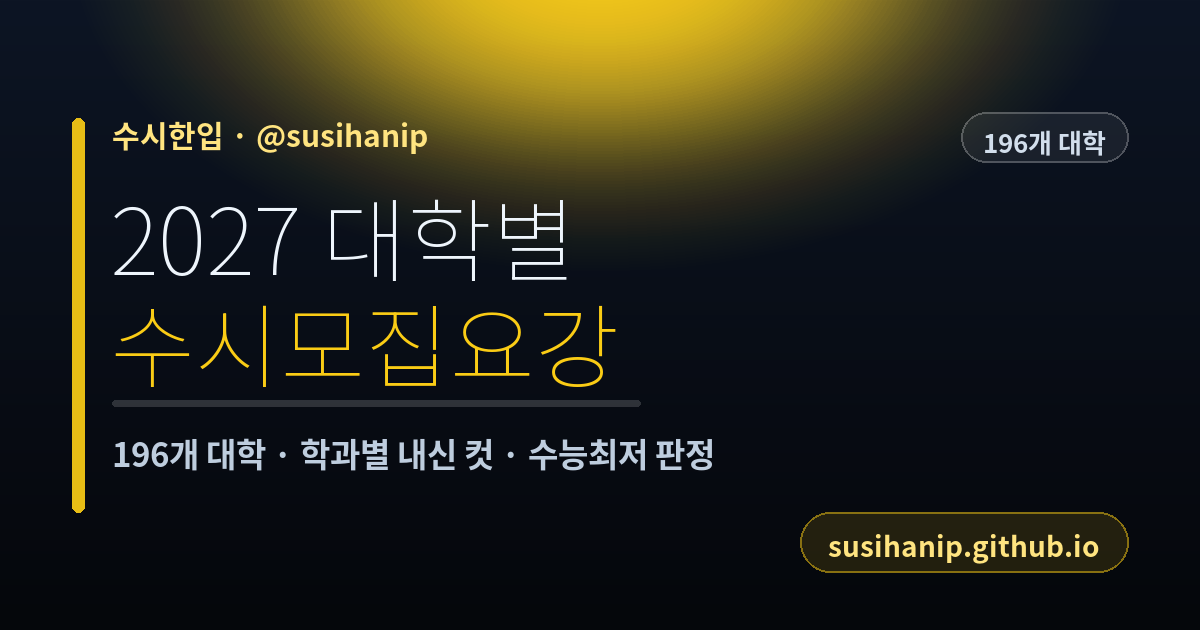 수시한입 · @susihanip
196개 대학
2027 대학별
수시모집요강
196개 대학 · 학과별 내신 컷 · 수능최저 판정
susihanip.github.io